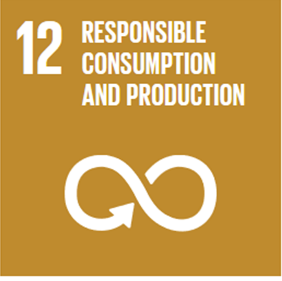 12 RESPONSIBLE
CONSUMPTION
AND PRODUCTION